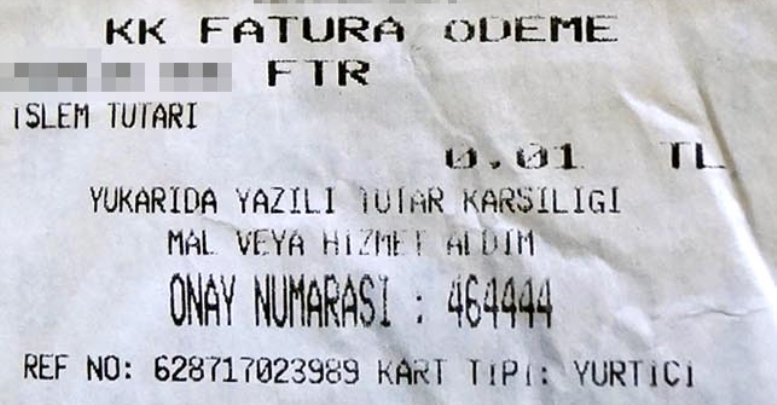 KK FATURA ODEME
FTR
iSLEM TUTARI
0.01 TL
YUKARIDA YAZILI TUTAR KARSILIGI
MAL VEYA HIZMET ALDIM
ONAY NUMARASI : 464444
REF NO: 628717023989 KART TIPI: YURTiCi